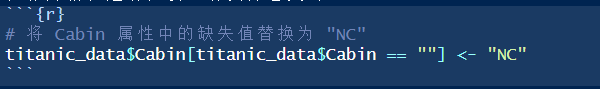 ```{r}
# 将 Cabin 属性中的缺失值替换为 "NC"
titanic_data$Cabin[titanic_data$Cabin == ""] <- "NC"
```